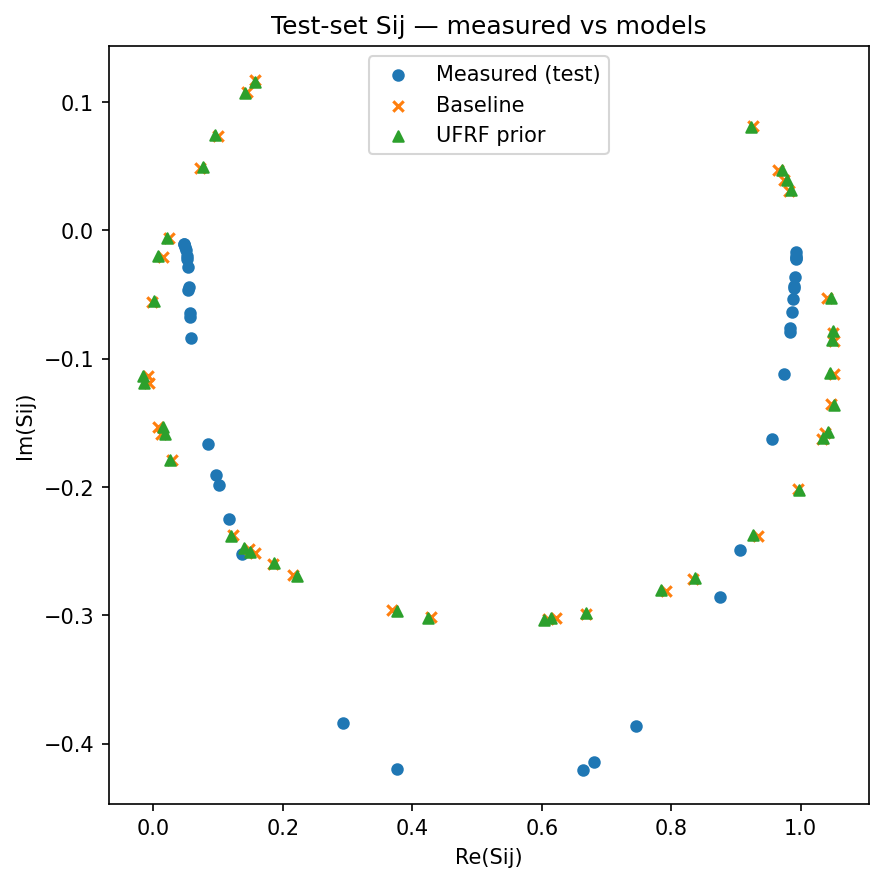 Test-set Sij — measured vs models
Measured (test)
Baseline
UFRF prior
0.1
0.0
−0.1
−0.2
−0.3
−0.4
Im(Sij)
0.0 0.2 0.4 0.6 0.8 1.0
Re(Sij)